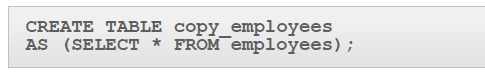 CREATE TABLE copy_employees
AS (SELECT * FROM employees);